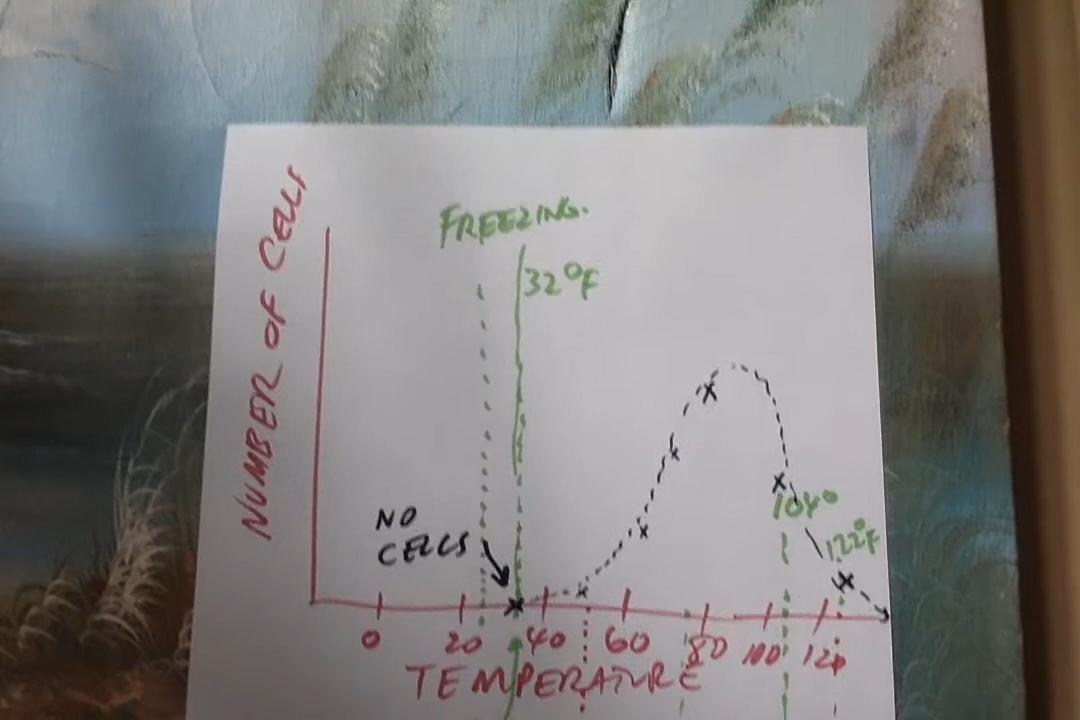 NUMBER OF CELLS
FREEZING.
32°F
NO
CELLS
104°
122°F
0 20 40 60 80 100 120
TEMPERATURE